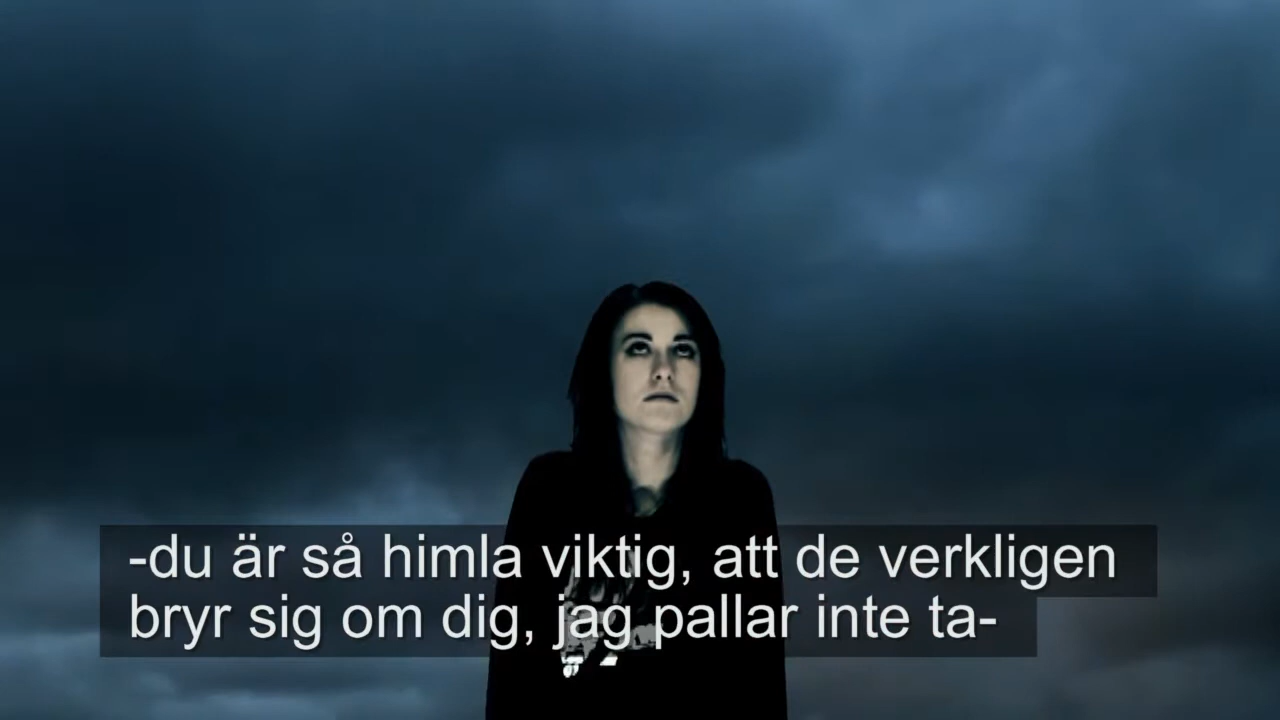 -du är så himla viktig, att de verkligen
bryr sig om dig, jag pallar inte ta-